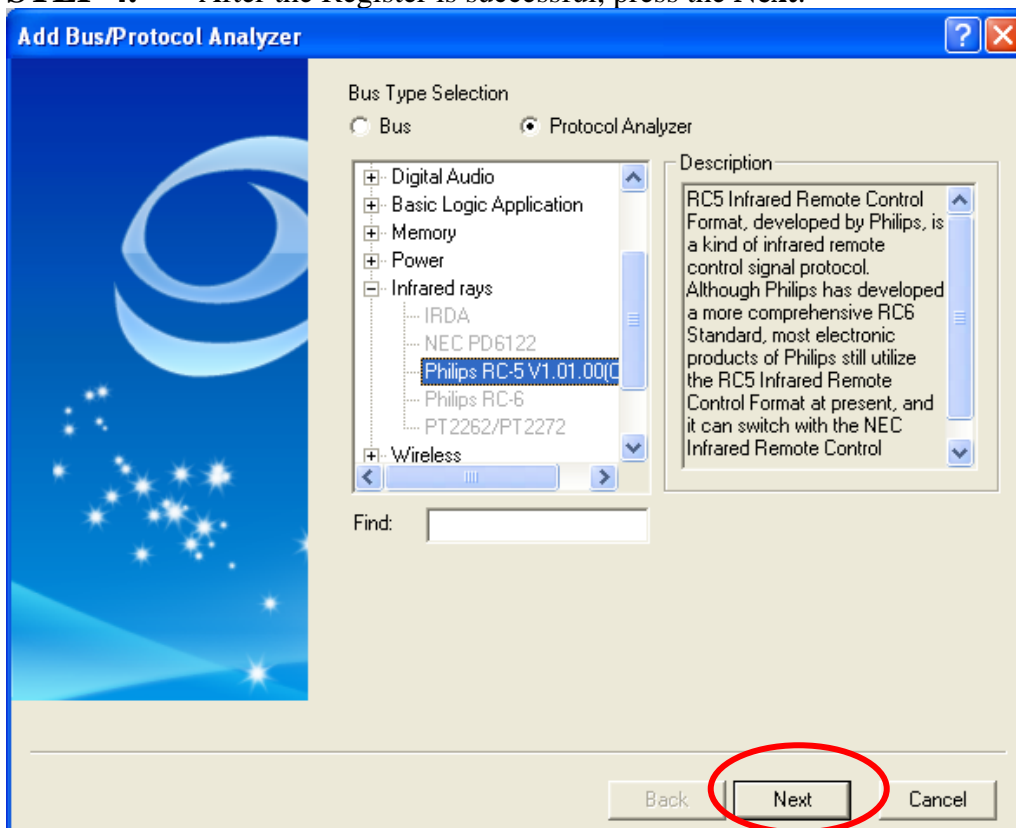 STEP 4. After the Register is successful, press the Next.
Add Bus/Protocol Analyzer
Bus Type Selection
Bus
Protocol Analyzer
Digital Audio
Basic Logic Application
Memory
Power
Infrared rays
IRDA
NEC PD6122
Philips RC-5 V1.01.00(C
Philips RC-6
PT2262/PT2272
Wireless
Find:
Description
RC5 Infrared Remote Control
Format, developed by Philips, is
a kind of infrared remote
control signal protocol.
Although Philips has developed
a more comprehensive RC6
Standard, most electronic
products of Philips still utilize
the RC5 Infrared Remote
Control Format at present, and
it can switch with the NEC
Infrared Remote Control
Back
Next
Cancel